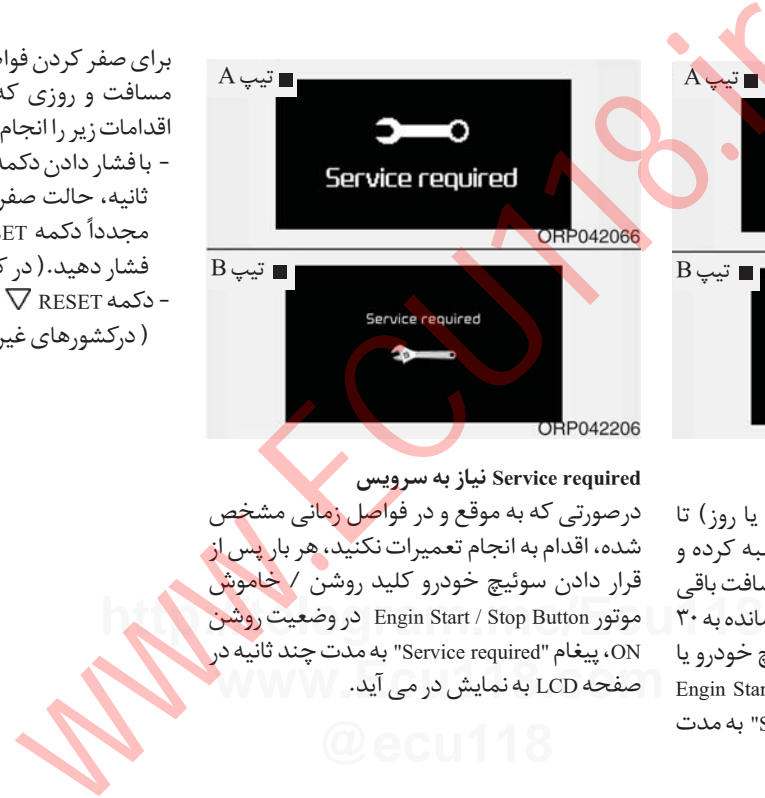 تیپ A
تیپ B
یا روز) تا
به کرده و
سافت باقی
مانده به ۳۰
چ خودرو یا
Engin Star
"S به مدت
تیپ A
Service required
ORP042066
تیپ B
Service required
ORP042206
Service required نیاز به سرویس
درصورتی که به موقع و در فواصل زمانی مشخص
شده، اقدام به انجام تعمیرات نکنید، هر بار پس از
قرار دادن سوئیچ خودرو کلید روشن / خاموش
موتور Engin Start / Stop Button در وضعیت روشن
ON، پیغام "Service required" به مدت چند ثانیه در
صفحه LCD به نمایش در می آید.
برای صفر کردن فوا
مسافت و روزی که
اقدامات زیر را انجام
- با فشار دادن دکمه
ثانیه، حالت صفر
مجدداً دکمه ET
فشار دهید. ( در ک
- دکمه RESET ▽
( درکشورهای غیر
WWW.ECU118.ir
www.Ecu118.com
@ecu118